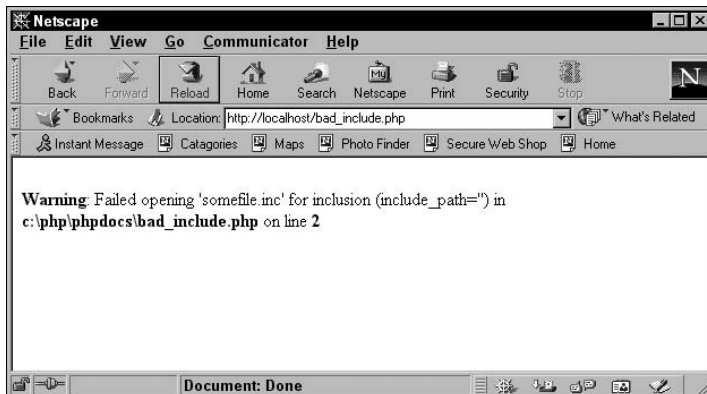 Netscape
File Edit View Go Communicator Help
Back Forward Reload Home Search Netscape Print Security Stop
My
N
Bookmarks Location: http://localhost/bad_include.php What's Related
Instant Message Catagories Maps Photo Finder Secure Web Shop Home
Warning: Failed opening 'somefile.inc' for inclusion (include_path='') in
c:\php\phpdocs\bad_include.php on line 2
Document: Done